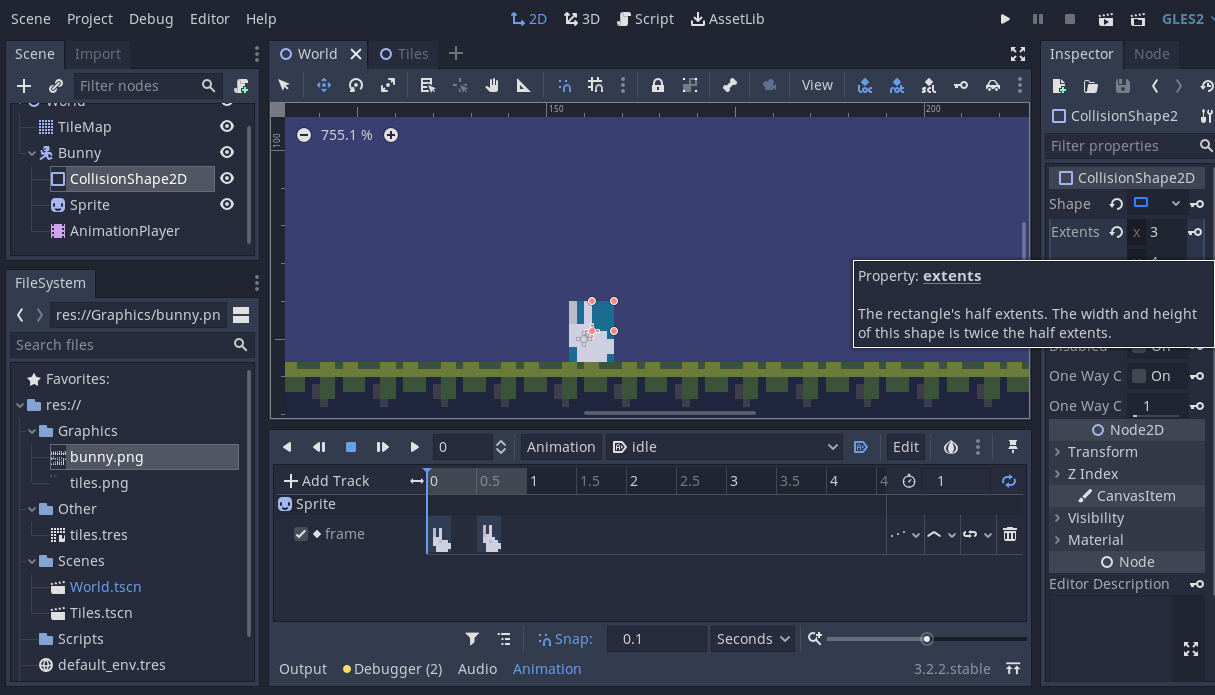 Scene Project Debug Editor Help
2D 3D Script AssetLib
GLES2
Scene Import
Filter nodes
World
TileMap
Bunny
CollisionShape2D
Sprite
AnimationPlayer
FileSystem
res://Graphics/bunny.pn
Search files
Favorites:
res://
Graphics
bunny.png
tiles.png
Other
tiles.tres
Scenes
World.tscn
Tiles.tscn
Scripts
default_env.tres
World Tiles
View
150 200
100
755.1 %
0 Animation idle Edit
Add Track 0 0.5 1 1.5 2 2.5 3 3.5 4 4 1
Sprite
frame
Snap: 0.1 Seconds
Output Debugger (2) Audio Animation 3.2.2.stable
Inspector Node
CollisionShape2
Filter properties
CollisionShape2D
Shape
Extents x 3
Property: extents
The rectangle's half extents. The width and height
of this shape is twice the half extents.
Disabled On
One Way C On
One Way C 1
Node2D
Transform
Z Index
CanvasItem
Visibility
Material
Node
Editor Description